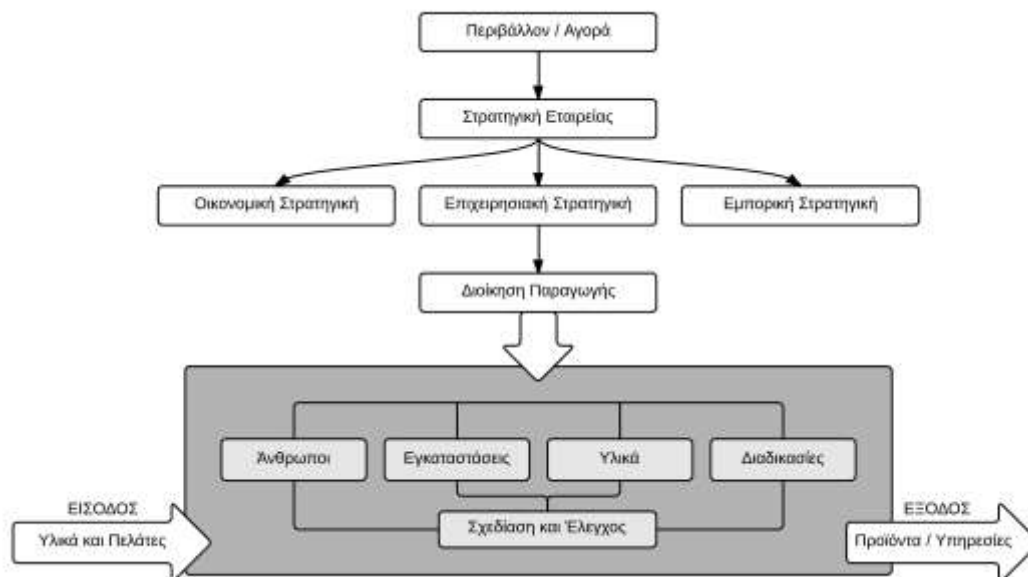 Περιβάλλον / Αγορά
Στρατηγική Εταιρείας
Οικονομική Στρατηγική
Επιχειρησιακή Στρατηγική
Εμπορική Στρατηγική
Διοίκηση Παραγωγής
Άνθρωποι
Εγκαταστάσεις
Υλικά
Διαδικασίες
Σχεδίαση και Έλεγχος
ΕΙΣΟΔΟΣ
Υλικά και Πελάτες
ΕΞΟΔΟΣ
Προϊόντα / Υπηρεσίες